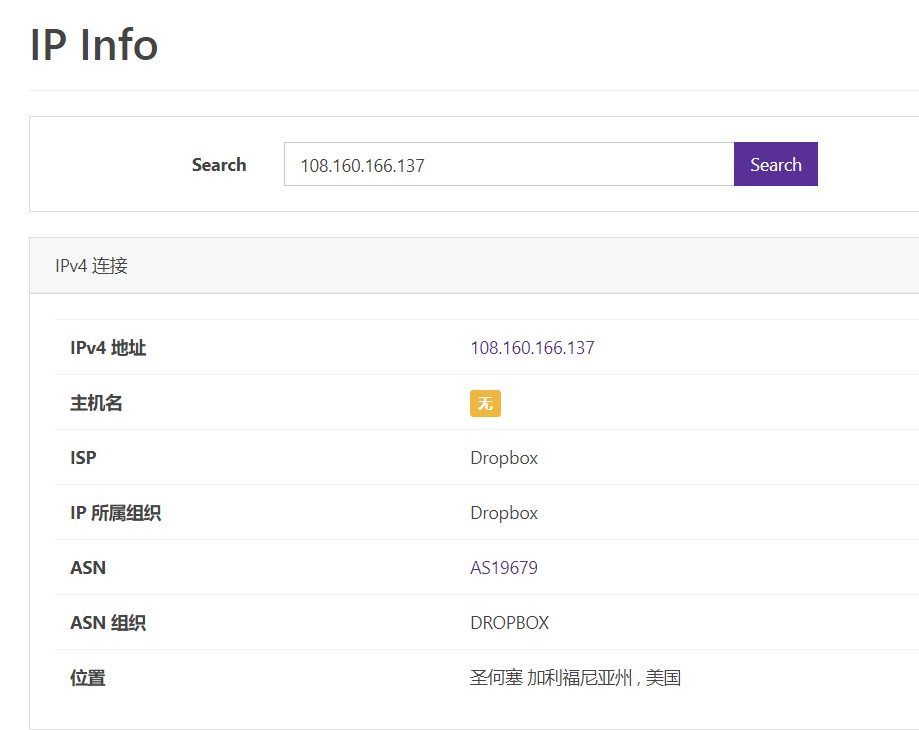 IP Info
Search 108.160.166.137 Search
IPv4 连接
IPv4 地址 108.160.166.137
主机名 无
ISP Dropbox
IP 所属组织 Dropbox
ASN AS19679
ASN 组织 DROPBOX
位置 圣何塞 加利福尼亚州 , 美国